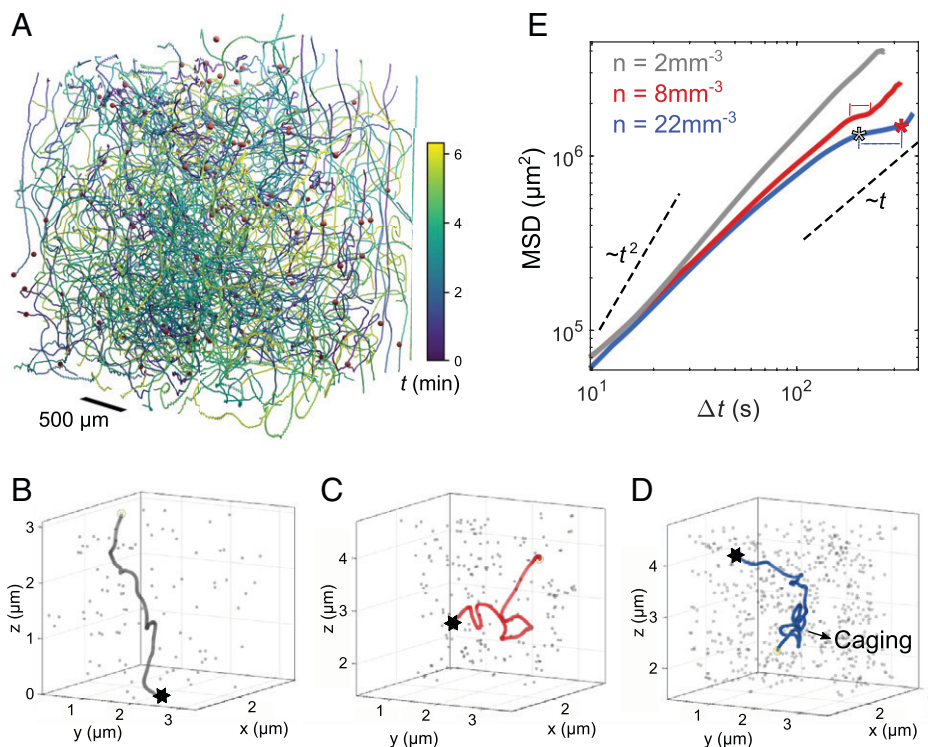 A
6
4
2
0
t (min)
500 µm
E
n = 2mm⁻³
n = 8mm⁻³
n = 22mm⁻³
10⁶
10⁵
MSD (µm²)
~t²
~t
10¹
10²
Δt (s)
B
3
2
1
0
z (µm)
1
2
3
y (µm)
2
x (µm)
C
4
3
2
z (µm)
1
2
3
y (µm)
2
x (µm)
D
4
3
2
z (µm)
Caging
1
2
3
y (µm)
2
x (µm)